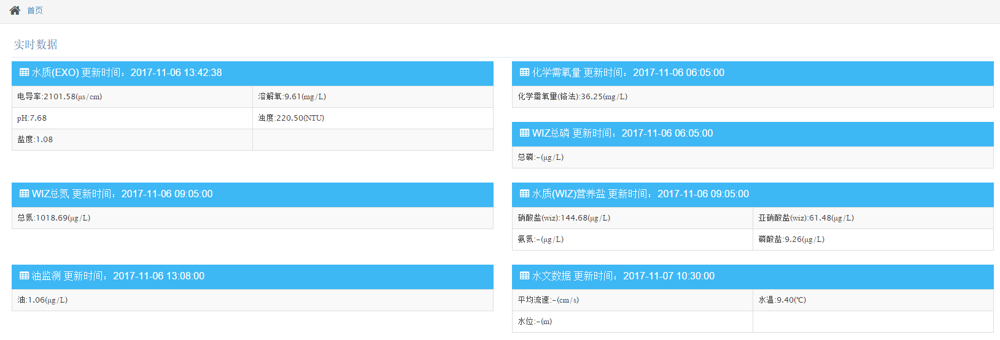 首页
实时数据
水质(EXO) 更新时间：2017-11-06 13:42:38
电导率:2101.58(μs/cm)
溶解氧:9.61(mg/L)
pH:7.68
浊度:220.50(NTU)
盐度:1.08
化学需氧量 更新时间：2017-11-06 06:05:00
化学需氧量(铬法):36.25(mg/L)
WIZ总磷 更新时间：2017-11-06 06:05:00
总磷:-(μg/L)
WIZ总氮 更新时间：2017-11-06 09:05:00
总氮:1018.69(μg/L)
水质(WIZ)营养盐 更新时间：2017-11-06 09:05:00
硝酸盐(wiz):144.68(μg/L)
亚硝酸盐(wiz):61.48(μg/L)
氨氮:-(μg/L)
磷酸盐:9.26(μg/L)
油监测 更新时间：2017-11-06 13:08:00
油:1.06(μg/L)
水文数据 更新时间：2017-11-07 10:30:00
平均流速:-(cm/s)
水温:9.40(℃)
水位:-(m)